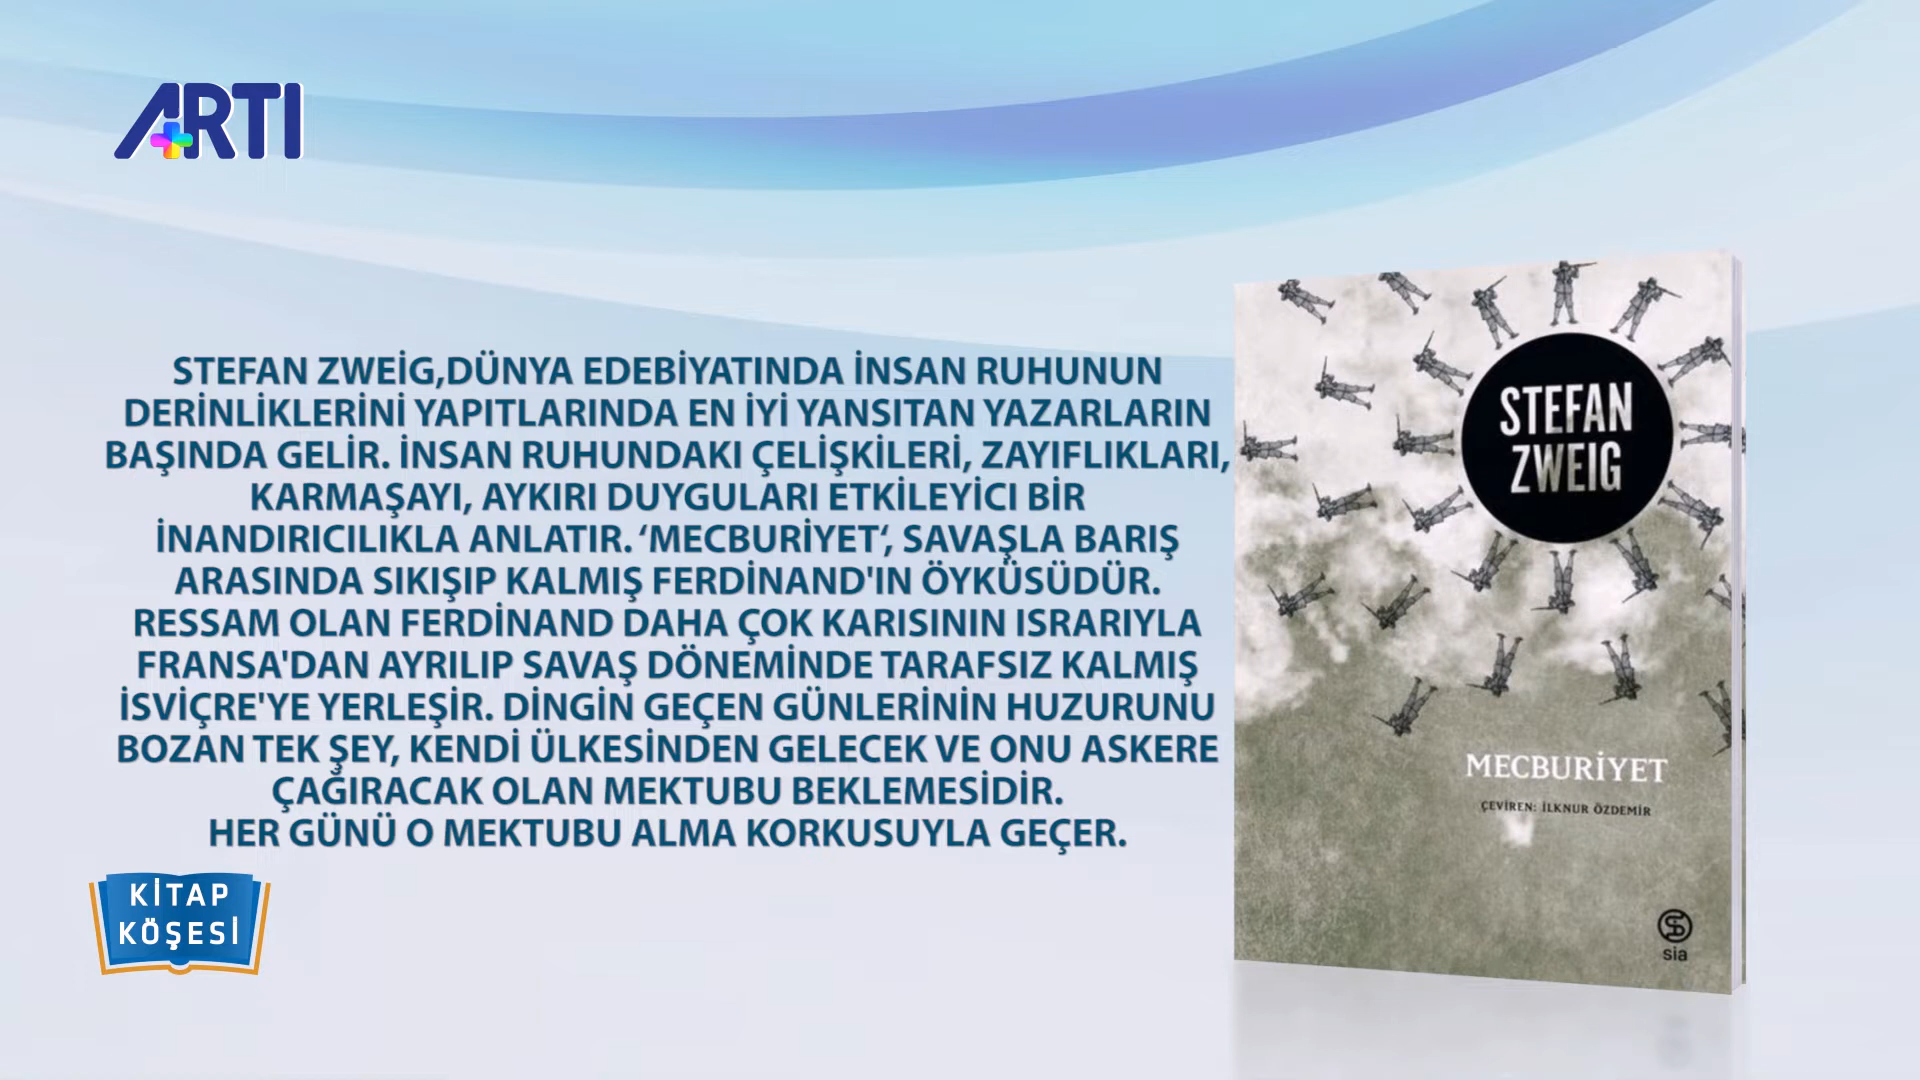 ARTI
STEFAN ZWEİG,DÜNYA EDEBİYATINDA İNSAN RUHUNUN
DERİNLİKLERİNİ YAPITLARINDA EN İYİ YANSITAN YAZARLARIN
BAŞINDA GELİR. İNSAN RUHUNDAKI ÇELİŞKİLERİ, ZAYIFLIKLARI,
KARMAŞAYI, AYKIRI DUYGULARI ETKİLEYİCI BİR
İNANDIRICILIKLA ANLATIR. ‘MECBURİYET‘, SAVAŞLA BARIŞ
ARASINDA SIKIŞIP KALMIŞ FERDİNAND'IN ÖYKÜSÜDÜR.
RESSAM OLAN FERDİNAND DAHA ÇOK KARISININ ISRARIYLA
FRANSA'DAN AYRILIP SAVAŞ DÖNEMİNDE TARAFSIZ KALMIŞ
İSVİÇRE'YE YERLEŞİR. DİNGİN GEÇEN GÜNLERİNİN HUZURUNU
BOZAN TEK ŞEY, KENDİ ÜLKESİNDEN GELECEK VE ONU ASKERE
ÇAĞIRACAK OLAN MEKTUBU BEKLEMESİDİR.
HER GÜNÜ O MEKTUBU ALMA KORKUSUYLA GEÇER.
KİTAP
KÖŞESİ
STEFAN
ZWEIG
MECBURİYET
ÇEVİREN: İLKNUR ÖZDEMİR
sia